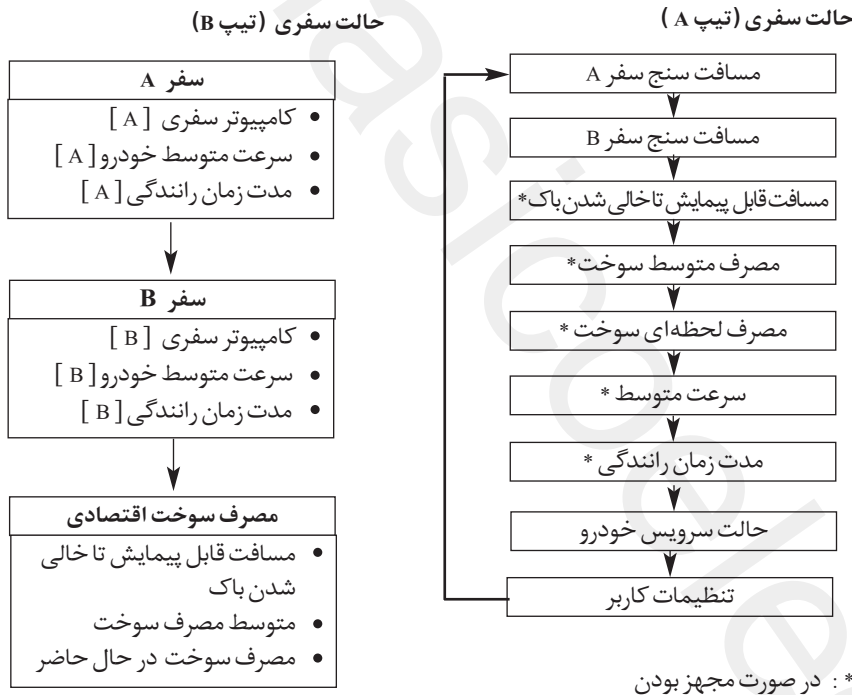 حالت سفری (تیپ A )
مسافت سنج سفر A
مسافت سنج سفر B
مسافت قابل پیمایش تا خالی شدن باک*
مصرف متوسط سوخت*
مصرف لحظه‌ای سوخت *
سرعت متوسط *
مدت زمان رانندگی *
حالت سرویس خودرو
تنظیمات کاربر
* : در صورت مجهز بودن
حالت سفری (تیپ B)
سفر A
• کامپیوتر سفری [ A ]
• سرعت متوسط خودرو [ A ]
• مدت زمان رانندگی [ A ]
سفر B
• کامپیوتر سفری [ B ]
• سرعت متوسط خودرو [ B ]
• مدت زمان رانندگی [ B ]
مصرف سوخت اقتصادی
• مسافت قابل پیمایش تا خالی
شدن باک
• متوسط مصرف سوخت
• مصرف سوخت در حال حاضر